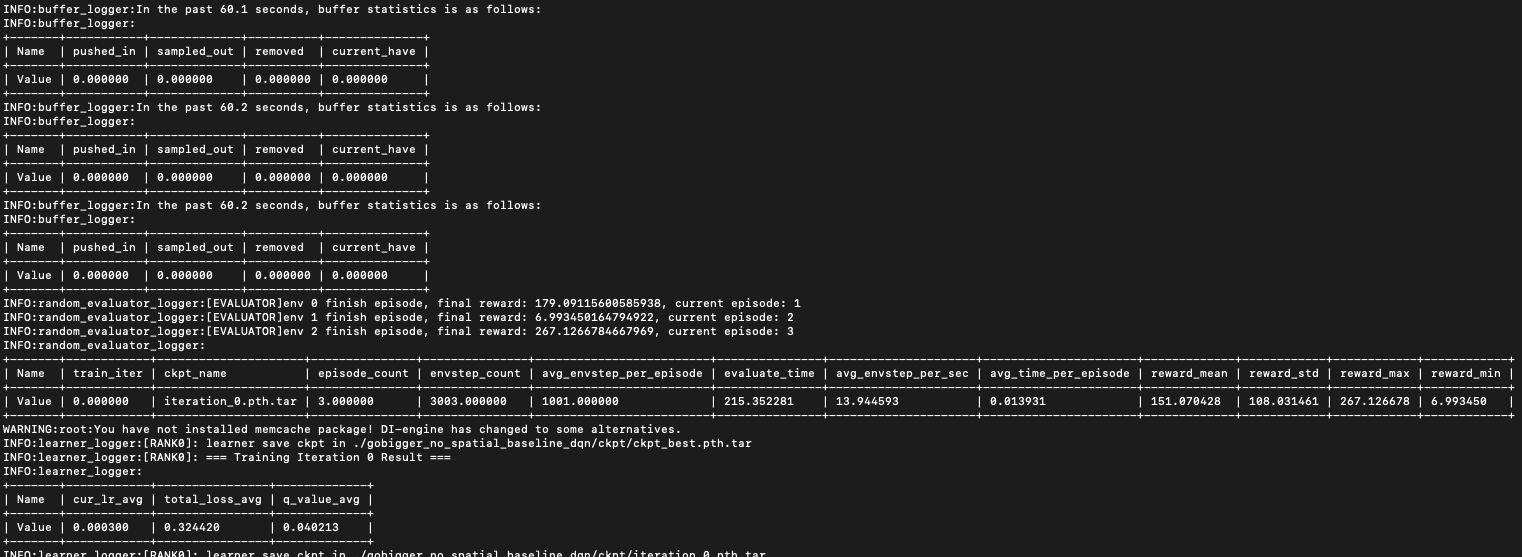 INFO:buffer_logger:In the past 60.1 seconds, buffer statistics is as follows:
INFO:buffer_logger:
+-------+-----------+-------------+----------+--------------+
| Name  | pushed_in | sampled_out | removed  | current_have |
+-------+-----------+-------------+----------+--------------+
| Value | 0.000000  | 0.000000    | 0.000000 | 0.000000     |
+-------+-----------+-------------+----------+--------------+
INFO:buffer_logger:In the past 60.2 seconds, buffer statistics is as follows:
INFO:buffer_logger:
+-------+-----------+-------------+----------+--------------+
| Name  | pushed_in | sampled_out | removed  | current_have |
+-------+-----------+-------------+----------+--------------+
| Value | 0.000000  | 0.000000    | 0.000000 | 0.000000     |
+-------+-----------+-------------+----------+--------------+
INFO:buffer_logger:In the past 60.2 seconds, buffer statistics is as follows:
INFO:buffer_logger:
+-------+-----------+-------------+----------+--------------+
| Name  | pushed_in | sampled_out | removed  | current_have |
+-------+-----------+-------------+----------+--------------+
| Value | 0.000000  | 0.000000    | 0.000000 | 0.000000     |
+-------+-----------+-------------+----------+--------------+
INFO:random_evaluator_logger:[EVALUATOR]env 0 finish episode, final reward: 179.09115600585938, current episode: 1
INFO:random_evaluator_logger:[EVALUATOR]env 1 finish episode, final reward: 6.993450164794922, current episode: 2
INFO:random_evaluator_logger:[EVALUATOR]env 2 finish episode, final reward: 267.1266784667969, current episode: 3
INFO:random_evaluator_logger:
+-------+------------+---------------------+---------------+---------------+-------------------------+---------------+---------------------+----------------------+-------------+------------+------------+------------+
| Name  | train_iter | ckpt_name           | episode_count | envstep_count | avg_envstep_per_episode | evaluate_time | avg_envstep_per_sec | avg_time_per_episode | reward_mean | reward_std | reward_max | reward_min |
+-------+------------+---------------------+---------------+---------------+-------------------------+---------------+---------------------+----------------------+-------------+------------+------------+------------+
| Value | 0.000000   | iteration_0.pth.tar | 3.000000      | 3003.000000   | 1001.000000             | 215.352281    | 13.944593           | 0.013931             | 151.070428  | 108.031461 | 267.126678 | 6.993450   |
+-------+------------+---------------------+---------------+---------------+-------------------------+---------------+---------------------+----------------------+-------------+------------+------------+------------+
WARNING:root:You have not installed memcache package! DI-engine has changed to some alternatives.
INFO:learner_logger:[RANK0]: learner save ckpt in ./gobigger_no_spatial_baseline_dqn/ckpt/ckpt_best.pth.tar
INFO:learner_logger:[RANK0]: === Training Iteration 0 Result ===
INFO:learner_logger:
+-------+------------+----------------+-------------+
| Name  | cur_lr_avg | total_loss_avg | q_value_avg |
+-------+------------+----------------+-------------+
| Value | 0.000300   | 0.324420       | 0.040213    |
+-------+------------+----------------+-------------+
INFO:learner_logger:[RANK0]: learner save ckpt in ./gobigger_no_spatial_baseline_dqn/ckpt/iteration_0.pth.tar